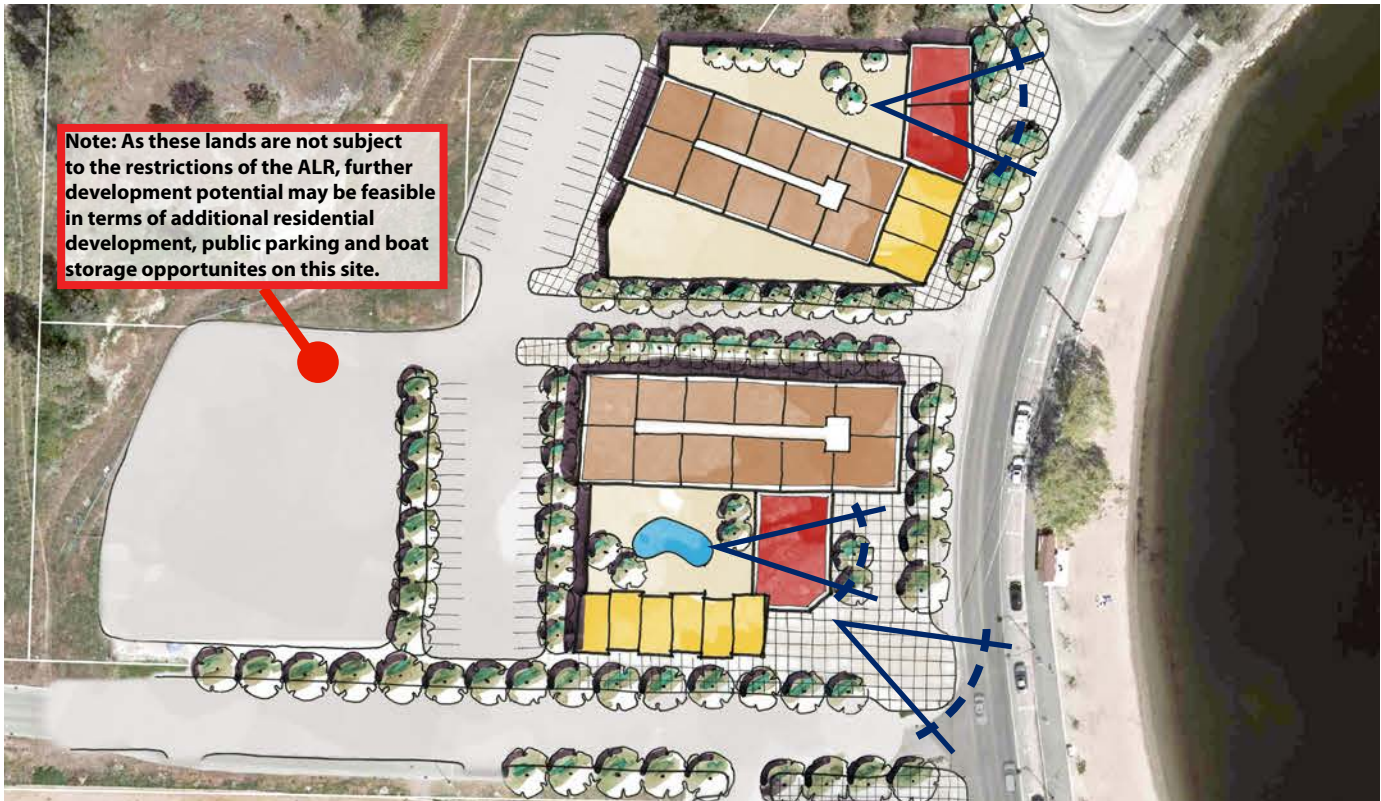 Note: As these lands are not subject
to the restrictions of the ALR, further
development potential may be feasible
in terms of additional residential
development, public parking and boat
storage opportunites on this site.